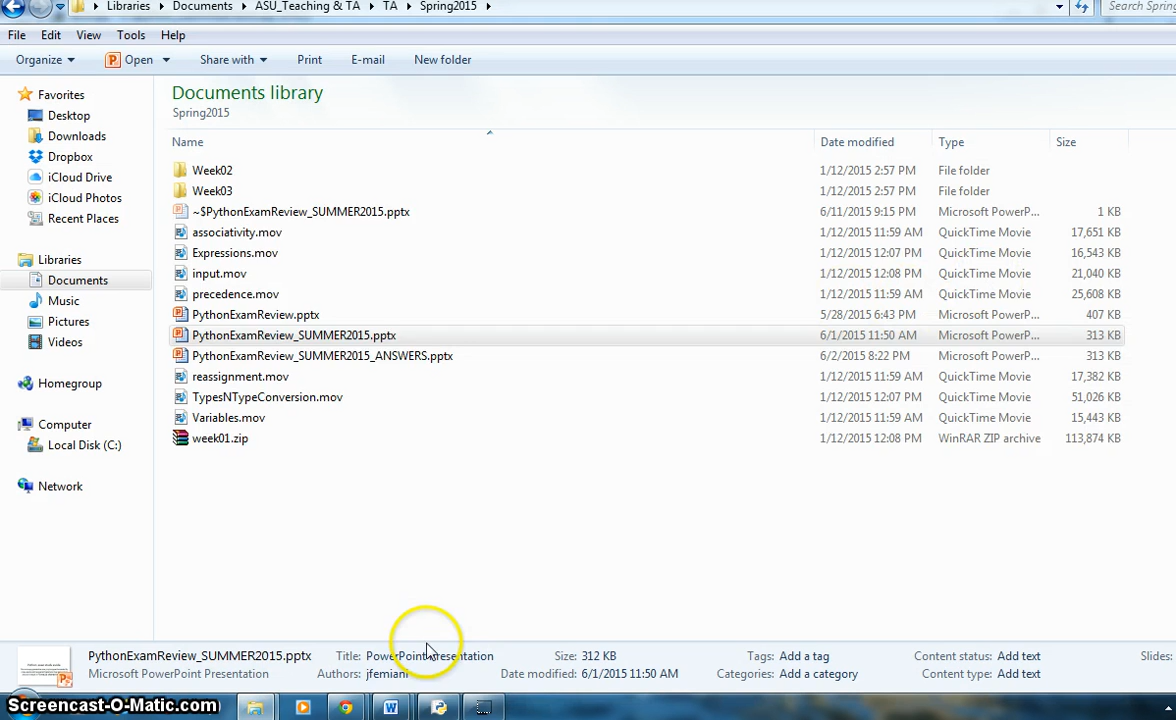 Libraries ▸ Documents ▸ ASU_Teaching & TA ▸ TA ▸ Spring2015 ▸ Search Spring
File Edit View Tools Help
Organize Open Share with Print E-mail New folder
Favorites
Desktop
Downloads
Dropbox
iCloud Drive
iCloud Photos
Recent Places
Libraries
Documents
Music
Pictures
Videos
Homegroup
Computer
Local Disk (C:)
Network
Documents library
Spring2015
Name Date modified Type Size
Week02 1/12/2015 2:57 PM File folder
Week03 1/12/2015 2:57 PM File folder
~$PythonExamReview_SUMMER2015.pptx 6/11/2015 9:15 PM Microsoft PowerP... 1 KB
associativity.mov 1/12/2015 11:59 AM QuickTime Movie 17,651 KB
Expressions.mov 1/12/2015 12:07 PM QuickTime Movie 16,543 KB
input.mov 1/12/2015 12:08 PM QuickTime Movie 21,040 KB
precedence.mov 1/12/2015 11:59 AM QuickTime Movie 25,608 KB
PythonExamReview.pptx 5/28/2015 6:43 PM Microsoft PowerP... 407 KB
PythonExamReview_SUMMER2015.pptx 6/1/2015 11:50 AM Microsoft PowerP... 313 KB
PythonExamReview_SUMMER2015_ANSWERS.pptx 6/2/2015 8:22 PM Microsoft PowerP... 313 KB
reassignment.mov 1/12/2015 11:59 AM QuickTime Movie 17,382 KB
TypesNTypeConversion.mov 1/12/2015 12:07 PM QuickTime Movie 51,026 KB
Variables.mov 1/12/2015 11:59 AM QuickTime Movie 15,443 KB
week01.zip 1/12/2015 12:08 PM WinRAR ZIP archive 113,874 KB
PythonExamReview_SUMMER2015.pptx Title: PowerPoint Presentation Size: 312 KB Tags: Add a tag Content status: Add text Slides:
Microsoft PowerPoint Presentation Authors: jfemiani Date modified: 6/1/2015 11:50 AM Categories: Add a category Content type: Add text
Screencast-O-Matic.com